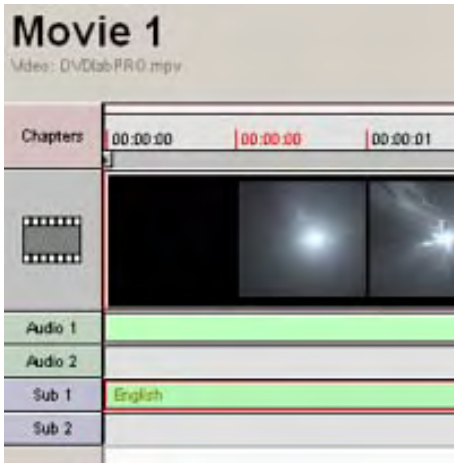 Movie 1
Video: DVDlabPRO.mpv
Chapters 00:00:00 00:00:00 00:00:01
Audio 1
Audio 2
Sub 1 English
Sub 2